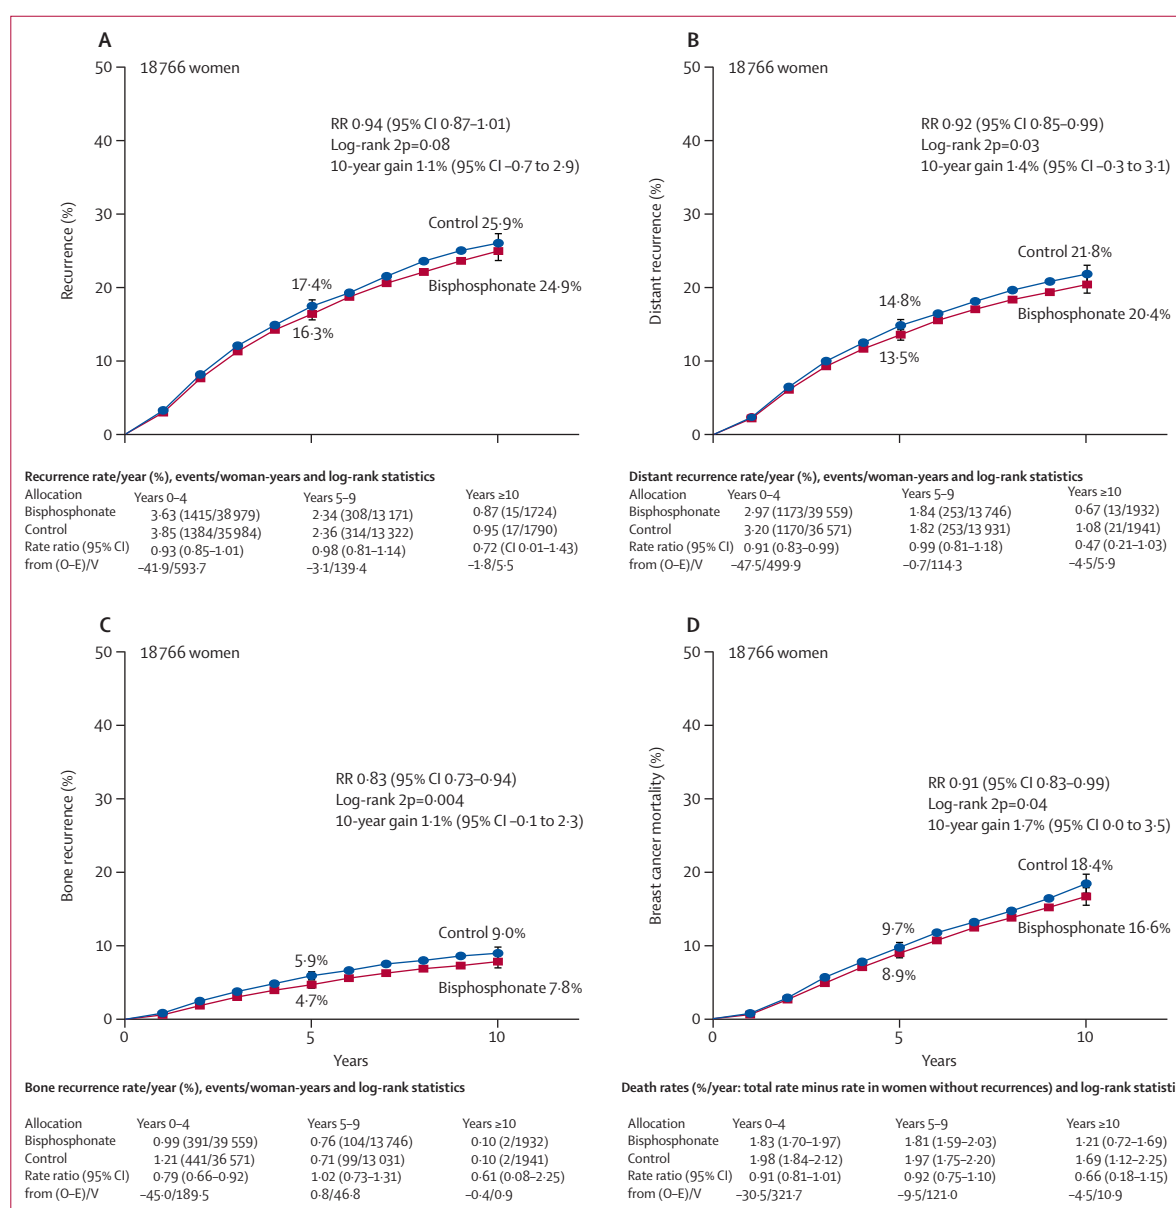 A
50
18 766 women
RR 0·94 (95% CI 0·87–1·01)
Log-rank 2p=0·08
10-year gain 1·1% (95% CI –0·7 to 2·9)
40
30
20
10
0
Recurrence (%)
Control 25·9%
17·4%
16·3%
Bisphosphonate 24·9%
Recurrence rate/year (%), events/woman-years and log-rank statistics
Allocation Years 0–4 Years 5–9 Years ≥10
Bisphosphonate 3·63 (1415/38 979) 2·34 (308/13 171) 0·87 (15/1724)
Control 3·85 (1384/35 984) 2·36 (314/13 322) 0·95 (17/1790)
Rate ratio (95% CI) 0·93 (0·85–1·01) 0·98 (0·81–1·14) 0·72 (CI 0·01–1·43)
from (O–E)/V –41·9/593·7 –3·1/139·4 –1·8/5·5
B
50
18 766 women
RR 0·92 (95% CI 0·85–0·99)
Log-rank 2p=0·03
10-year gain 1·4% (95% CI –0·3 to 3·1)
40
30
20
10
0
Distant recurrence (%)
Control 21·8%
14·8%
13·5%
Bisphosphonate 20·4%
Distant recurrence rate/year (%), events/woman-years and log-rank statistics
Allocation Years 0–4 Years 5–9 Years ≥10
Bisphosphonate 2·97 (1173/39 559) 1·84 (253/13 746) 0·67 (13/1932)
Control 3·20 (1170/36 571) 1·82 (253/13 931) 1·08 (21/1941)
Rate ratio (95% CI) 0·91 (0·83–0·99) 0·99 (0·81–1·18) 0·47 (0·21–1·03)
from (O–E)/V –47·5/499·9 –0·7/114·3 –4·5/5·9
C
50
18 766 women
RR 0·83 (95% CI 0·73–0·94)
Log-rank 2p=0·004
10-year gain 1·1% (95% CI –0·1 to 2·3)
40
30
20
10
0
Bone recurrence (%)
Control 9·0%
5·9%
4·7%
Bisphosphonate 7·8%
0 5 10
Years
Bone recurrence rate/year (%), events/woman-years and log-rank statistics
Allocation Years 0–4 Years 5–9 Years ≥10
Bisphosphonate 0·99 (391/39 559) 0·76 (104/13 746) 0·10 (2/1932)
Control 1·21 (441/36 571) 0·71 (99/13 031) 0·10 (2/1941)
Rate ratio (95% CI) 0·79 (0·66–0·92) 1·02 (0·73–1·31) 0·61 (0·08–2·25)
from (O–E)/V –45·0/189·5 0·8/46·8 –0·4/0·9
D
50
18 766 women
RR 0·91 (95% CI 0·83–0·99)
Log-rank 2p=0·04
10-year gain 1·7% (95% CI 0·0 to 3·5)
40
30
20
10
0
Breast cancer mortality (%)
Control 18·4%
9·7%
8·9%
Bisphosphonate 16·6%
0 5 10
Years
Death rates (%/year: total rate minus rate in women without recurrences) and log-rank statisti
Allocation Years 0–4 Years 5–9 Years ≥10
Bisphosphonate 1·83 (1·70–1·97) 1·81 (1·59–2·03) 1·21 (0·72–1·69)
Control 1·98 (1·84–2·12) 1·97 (1·75–2·20) 1·69 (1·12–2·25)
Rate ratio (95% CI) 0·91 (0·81–1·01) 0·92 (0·75–1·10) 0·66 (0·18–1·15)
from (O–E)/V –30·5/321·7 –9·5/121·0 –4·5/10·9